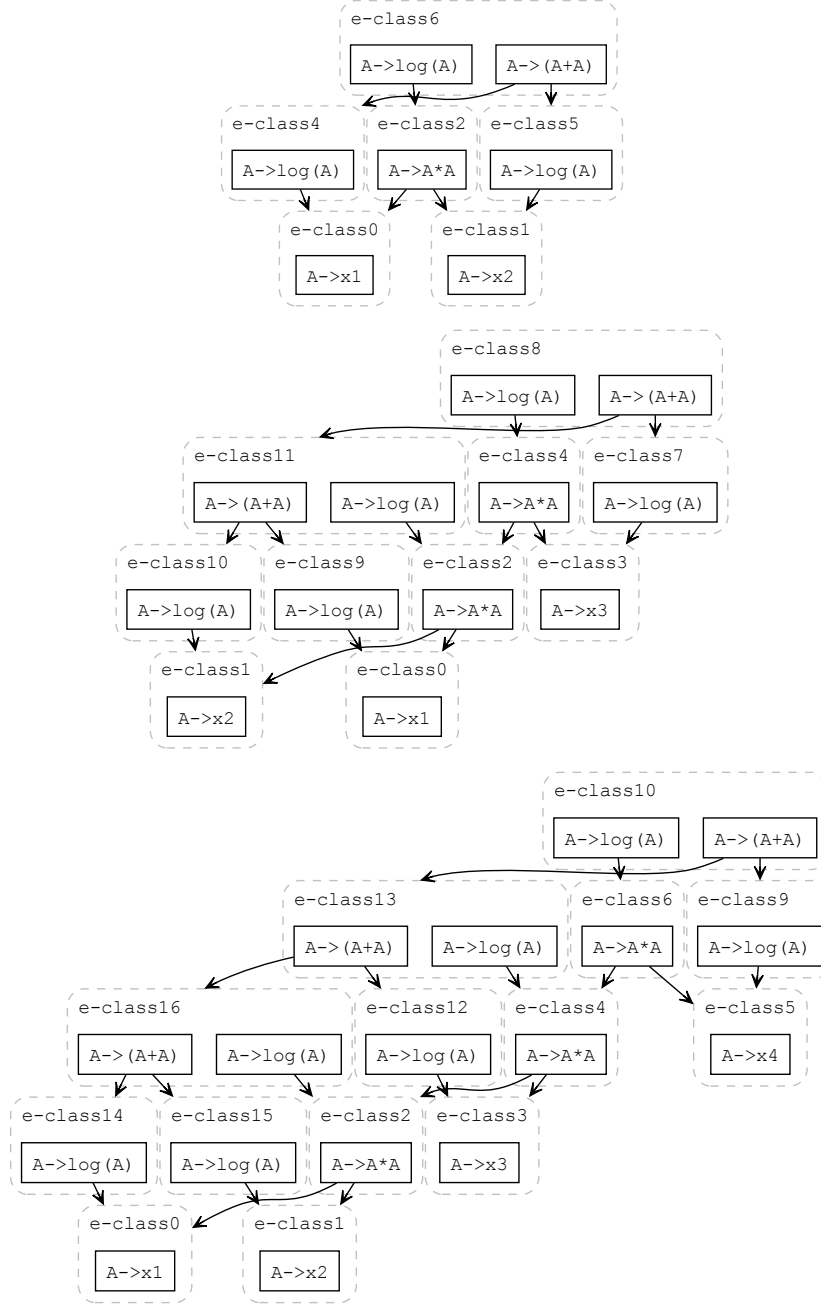 e-class6
A->log(A) A->(A+A)
e-class4 e-class2 e-class5
A->log(A) A->A*A A->log(A)
e-class0 e-class1
A->x1 A->x2
e-class8
A->log(A) A->(A+A)
e-class11 e-class4 e-class7
A->(A+A) A->log(A) A->A*A A->log(A)
e-class10 e-class9 e-class2 e-class3
A->log(A) A->log(A) A->A*A A->x3
e-class1 e-class0
A->x2 A->x1
e-class10
A->log(A) A->(A+A)
e-class13 e-class6 e-class9
A->(A+A) A->log(A) A->A*A A->log(A)
e-class16 e-class12 e-class4 e-class5
A->(A+A) A->log(A) A->log(A) A->A*A A->x4
e-class14 e-class15 e-class2 e-class3
A->log(A) A->log(A) A->A*A A->x3
e-class0 e-class1
A->x1 A->x2